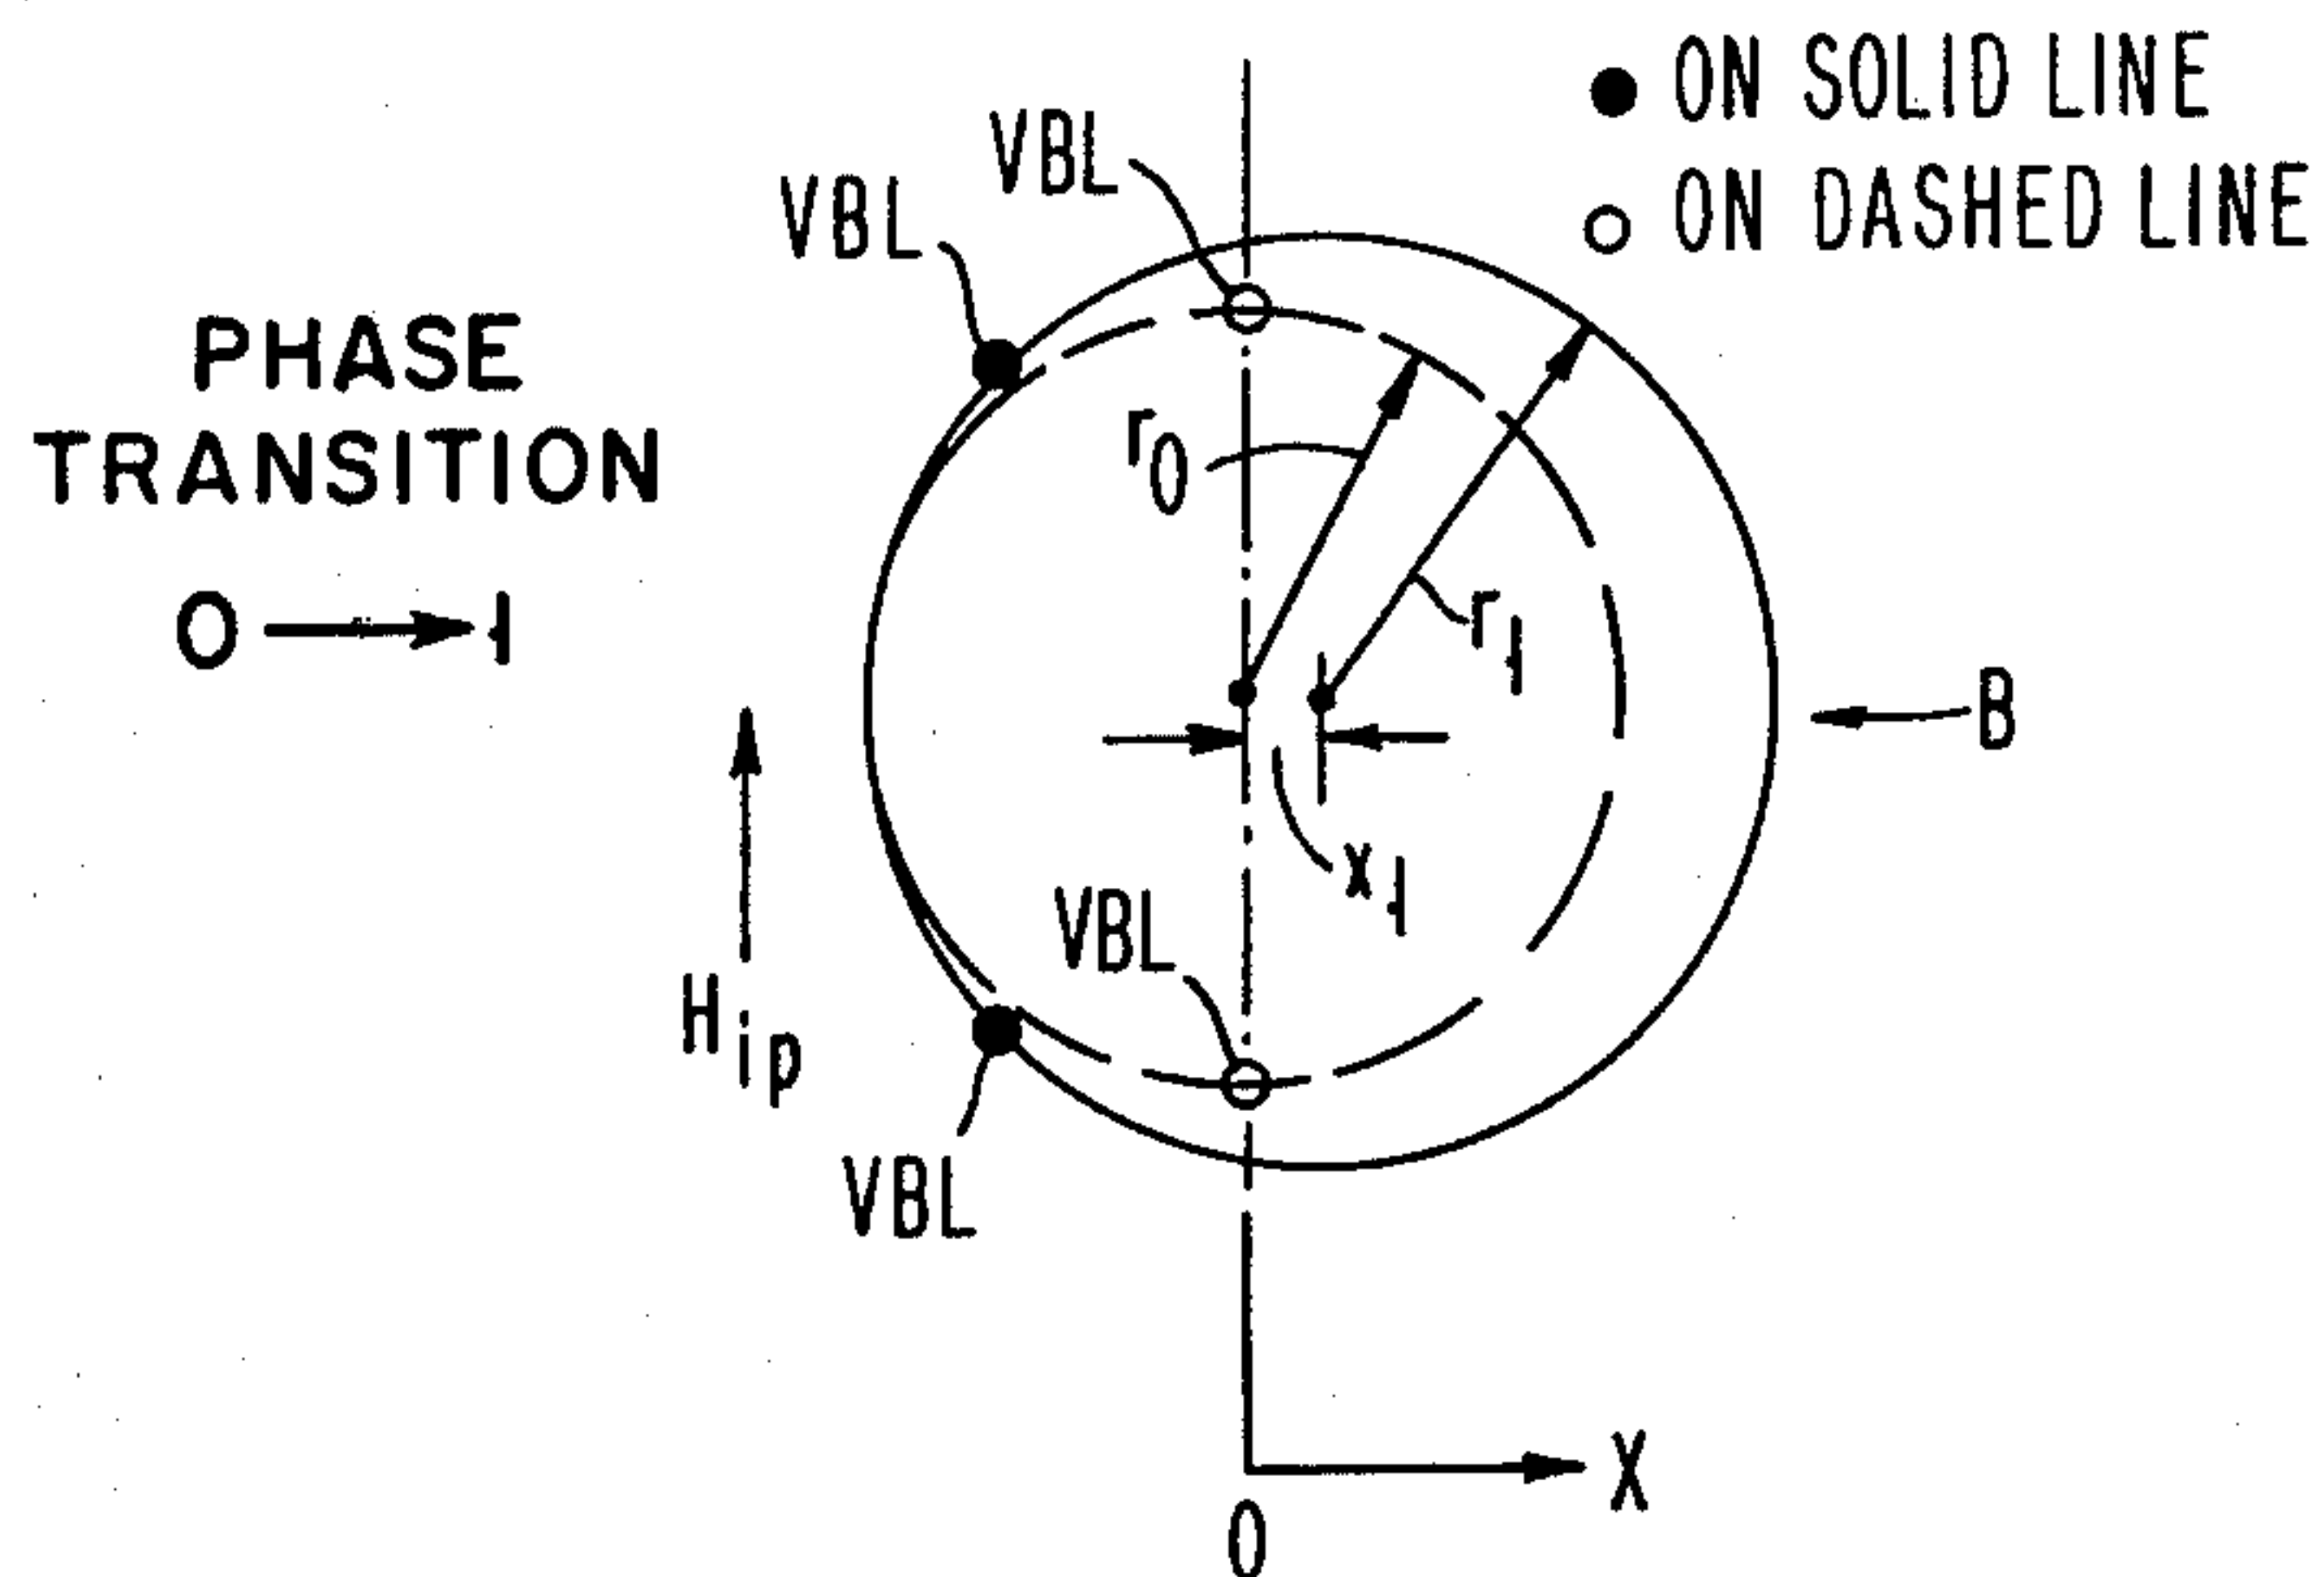 ● ON SOLID LINE
○ ON DASHED LINE
VBL
VBL
PHASE
TRANSITION
0 → 1
r0
r1
B
x1
VBL
Hip
VBL
X
0